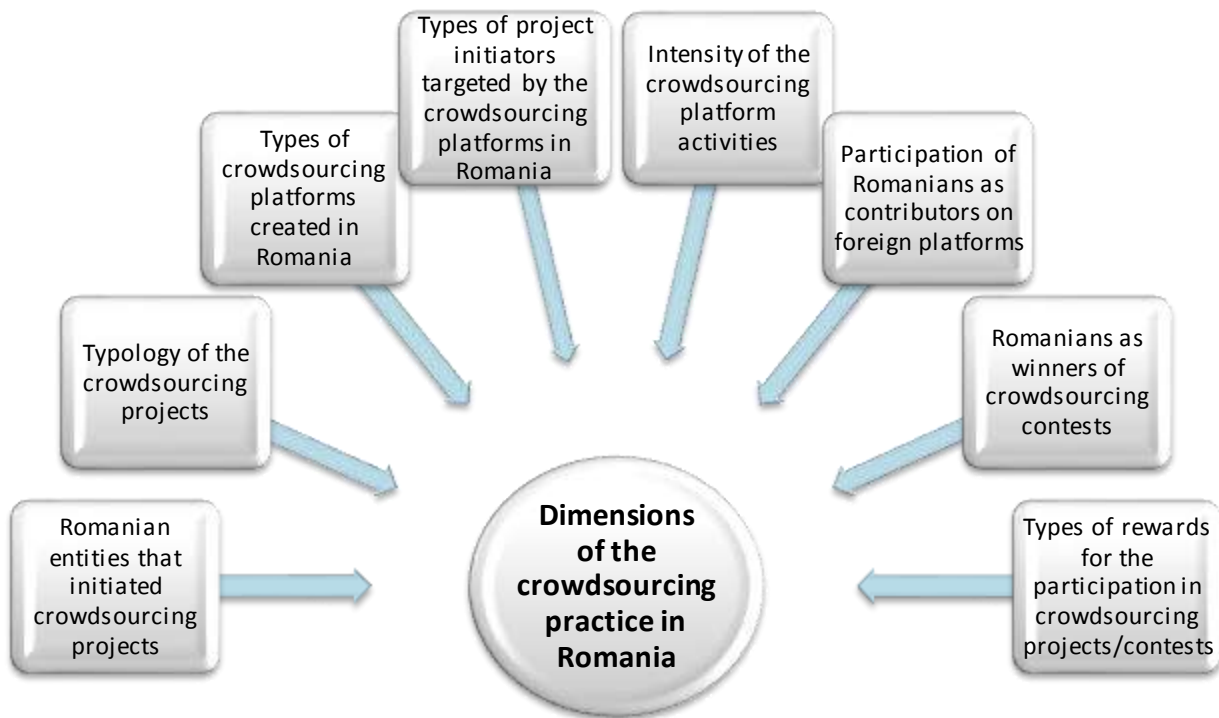 Types of project
initiators
targeted by the
crowdsourcing
platforms in
Romania
Intensity of the
crowdsourcing
platform
activities
Types of
crowdsourcing
platforms
created in
Romania
Participation of
Romanians as
contributors on
foreign platforms
Typology of the
crowdsourcing
projects
Romanians as
winners of
crowdsourcing
contests
Romanian
entities that
initiated
crowdsourcing
projects
Dimensions
of the
crowdsourcing
practice in
Romania
Types of rewards
for the
participation in
crowdsourcing
projects/contests